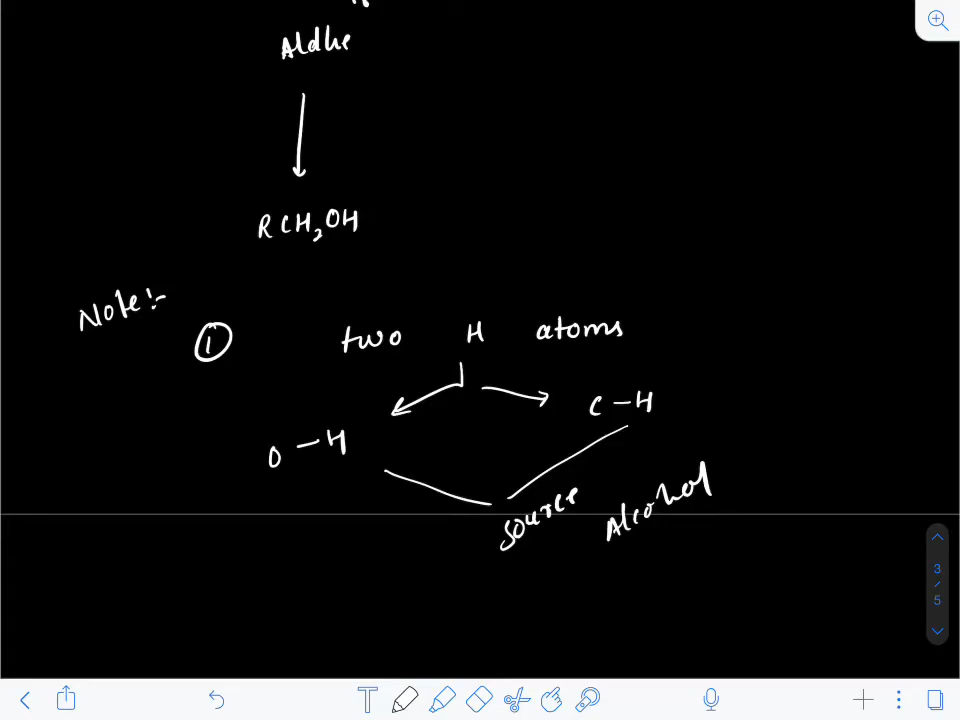 Aldhe
RCH₂OH
Note:-
① two H atoms
O-H C-H
Source Alcohol
3
/
5
T